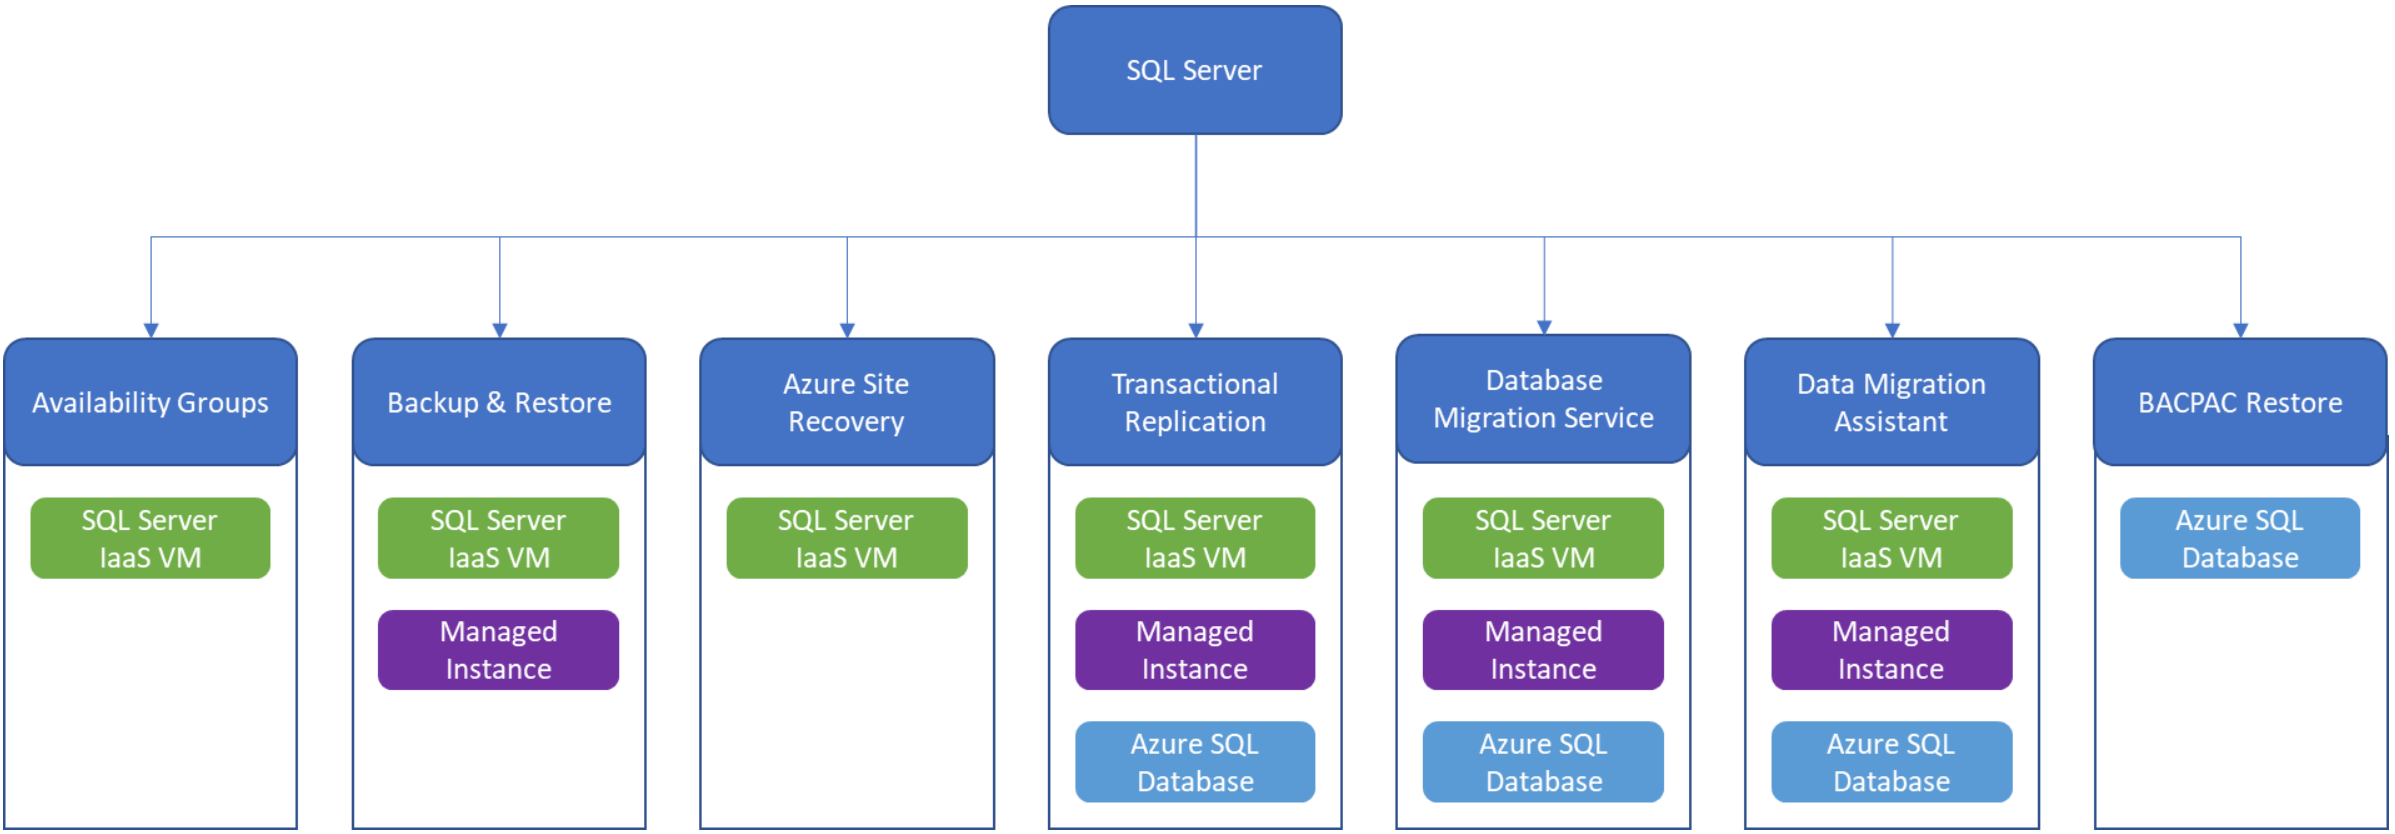 SQL Server
Availability Groups
SQL Server
IaaS VM
Backup & Restore
SQL Server
IaaS VM
Managed
Instance
Azure Site
Recovery
SQL Server
IaaS VM
Transactional
Replication
SQL Server
IaaS VM
Managed
Instance
Azure SQL
Database
Database
Migration Service
SQL Server
IaaS VM
Managed
Instance
Azure SQL
Database
Data Migration
Assistant
SQL Server
IaaS VM
Managed
Instance
Azure SQL
Database
BACPAC Restore
Azure SQL
Database